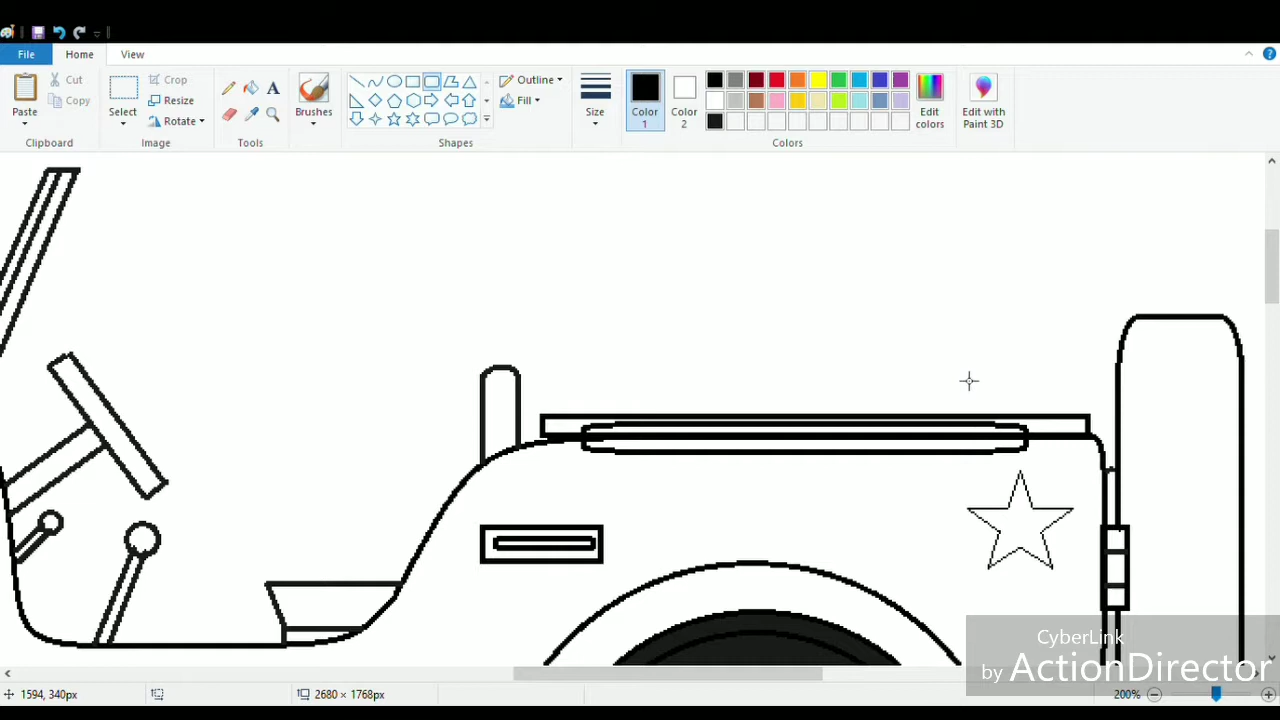 File Home View
Paste
Cut
Copy
Clipboard
Select
Crop
Resize
Rotate
Image
A
Tools
Brushes
Outline
Fill
Shapes
Size
Color 1
Color 2
Edit colors
Colors
Edit with Paint 3D
CyberLink
by ActionDirector
1594, 340px
2680 × 1768px
200%